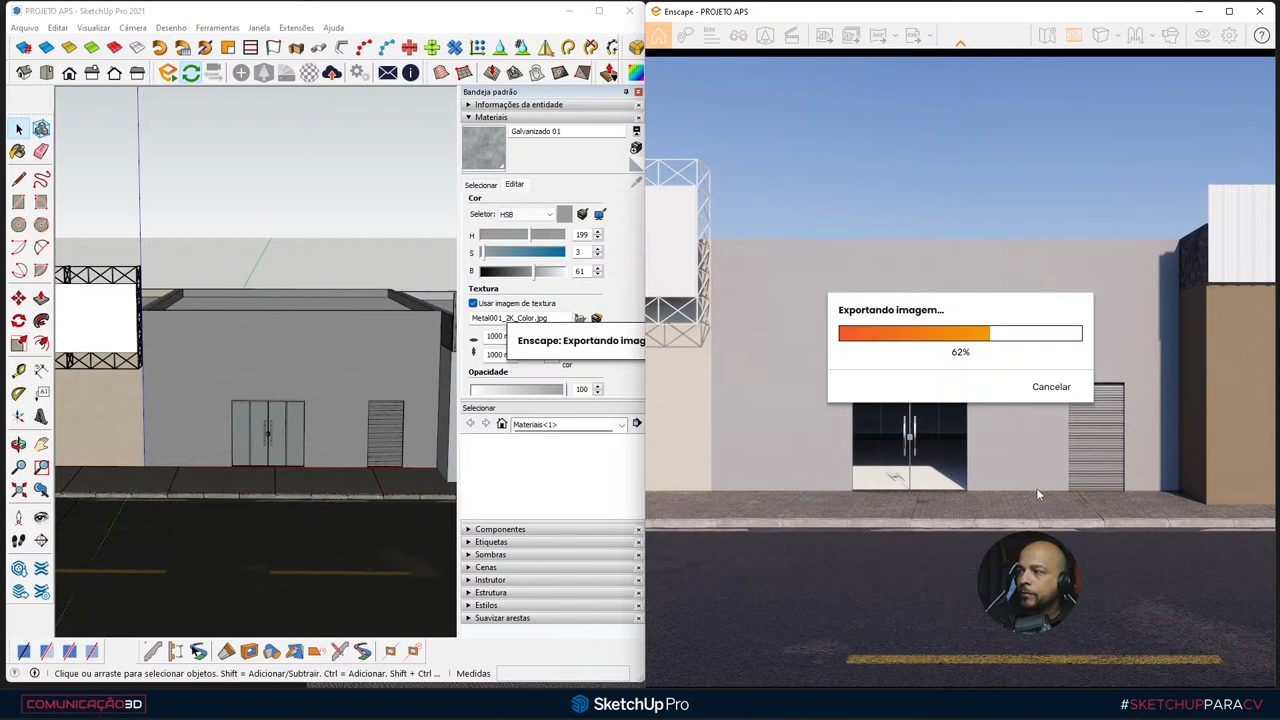 PROJETO APS - SketchUp Pro 2021
Arquivo Editar Visualizar Câmera Desenho Ferramentas Janela Extensões Ajuda
Bandeja padrão
Informações da entidade
Materiais
Galvanizado 01
Selecionar Editar
Cor
Seletor: HSB
H 199
S 3
B 61
Textura
Usar imagem de textura
Metal001_2K_Color.jpg
1000 m
Enscape: Exportando imag
1000 m
cor
Opacidade
100
Selecionar
Materiais<1>
Componentes
Etiquetas
Sombras
Cenas
Instrutor
Estrutura
Estilos
Suavizar arestas
Clique ou arraste para selecionar objetos. Shift = Adicionar/Subtrair. Ctrl = Adicionar. Shift + Ctrl ... Medidas
Enscape - PROJETO APS
BIM
Exportando imagem...
62%
Cancelar
COMUNICAÇÃO3D
SketchUp Pro
#SKETCHUPPARACV